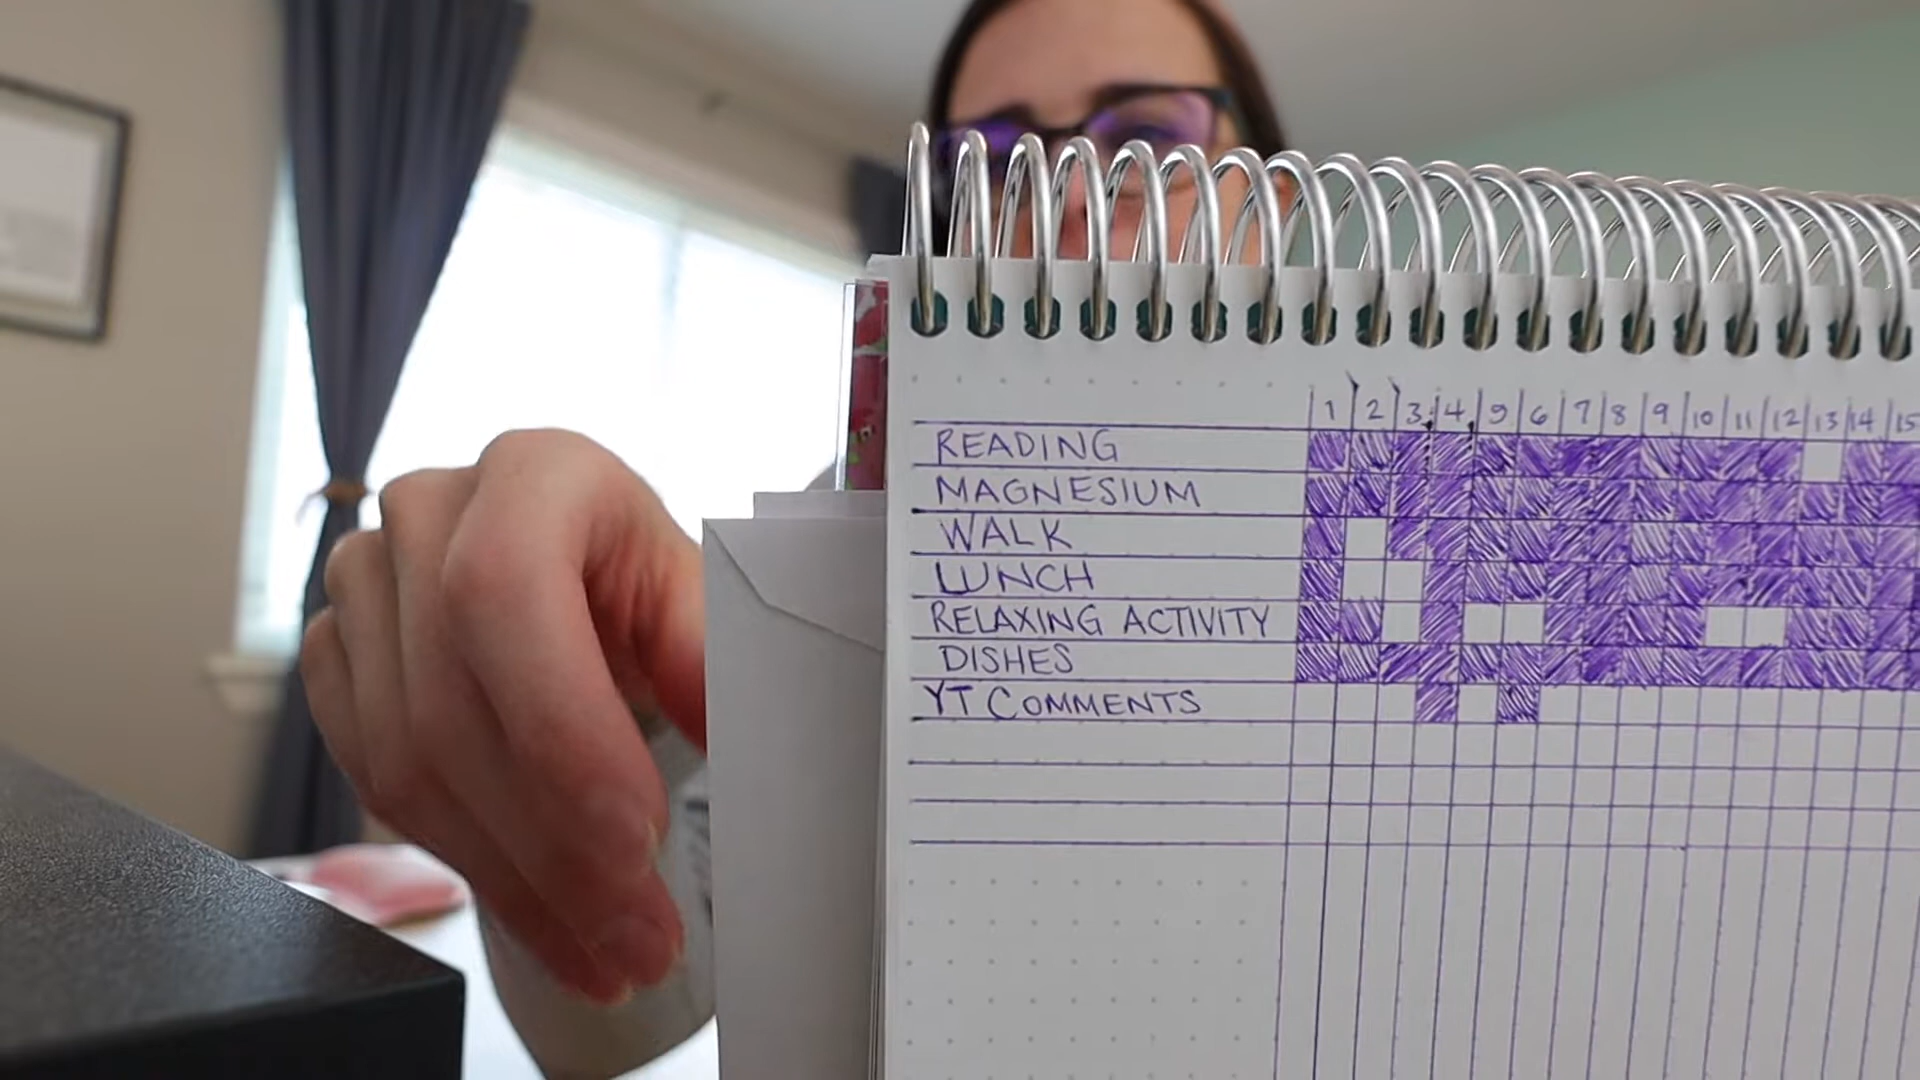 1 2 3 4 5 6 7 8 9 10 11 12 13 14 15
READING
MAGNESIUM
WALK
LUNCH
RELAXING ACTIVITY
DISHES
YT COMMENTS